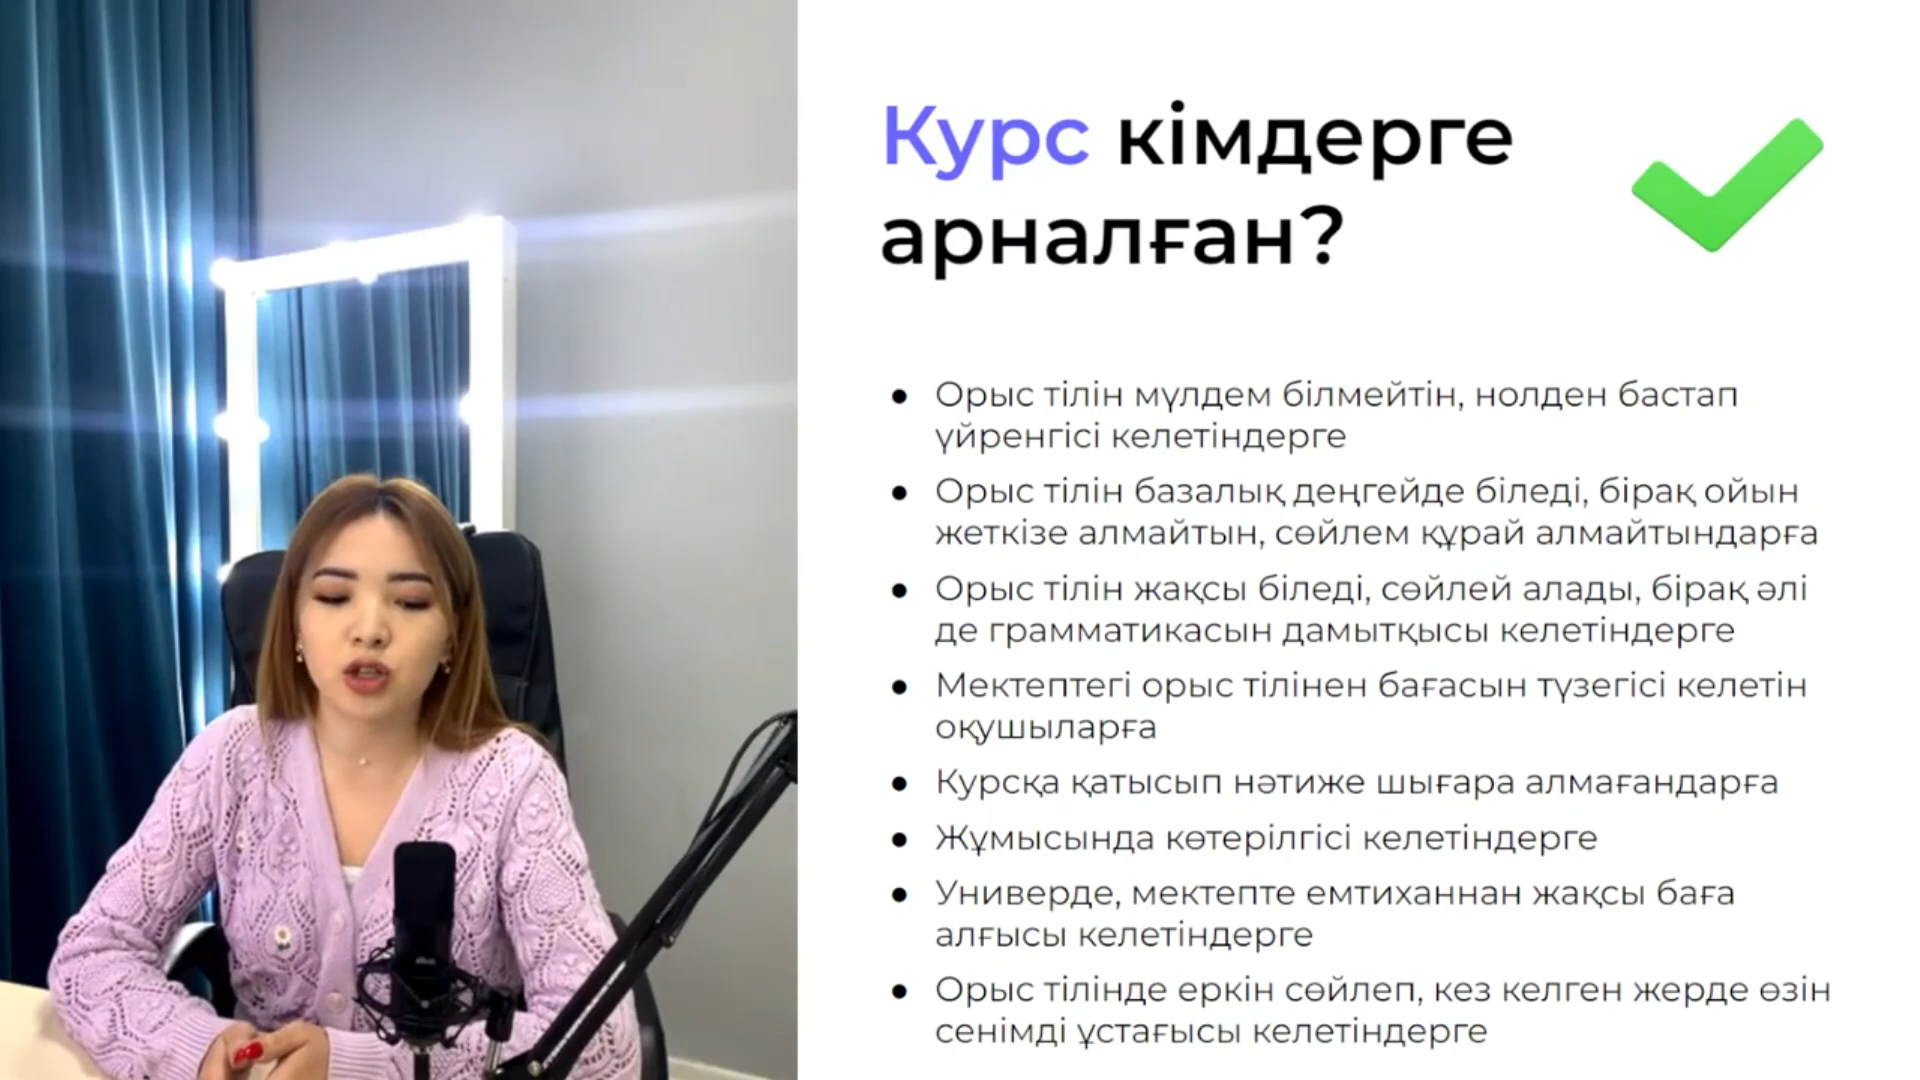 Курс кімдерге
арналған?
● Орыс тілін мүлдем білмейтін, нолден бастап
үйренгісі келетіндерге
● Орыс тілін базалық деңгейде біледі, бірақ ойын
жеткізе алмайтын, сөйлем құрай алмайтындарға
● Орыс тілін жақсы біледі, сөйлей алады, бірақ әлі
де грамматикасын дамытқысы келетіндерге
● Мектептегі орыс тілінен бағасын түзегісі келетін
оқушыларға
● Курсқа қатысып нәтиже шығара алмағандарға
● Жұмысында көтерілгісі келетіндерге
● Универде, мектепте емтиханнан жақсы баға
алғысы келетіндерге
● Орыс тілінде еркін сөйлеп, кез келген жерде өзін
сенімді ұстағысы келетіндерге